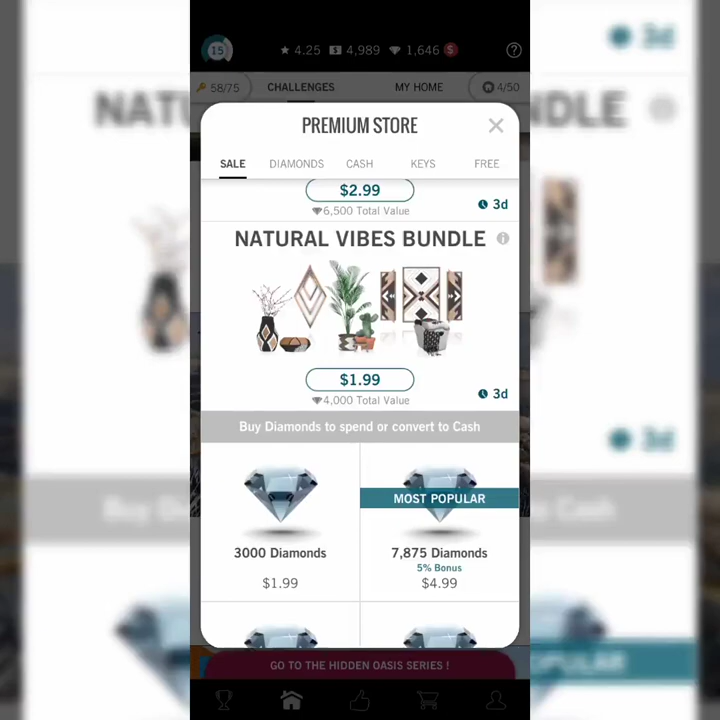 15
4.25
4,989
1,646
58/75
CHALLENGES
MY HOME
4/50
PREMIUM STORE
SALE
DIAMONDS
CASH
KEYS
FREE
$2.99
6,500 Total Value
3d
NATURAL VIBES BUNDLE
$1.99
4,000 Total Value
3d
Buy Diamonds to spend or convert to Cash
MOST POPULAR
3000 Diamonds
$1.99
7,875 Diamonds
5% Bonus
$4.99
GO TO THE HIDDEN OASIS SERIES !